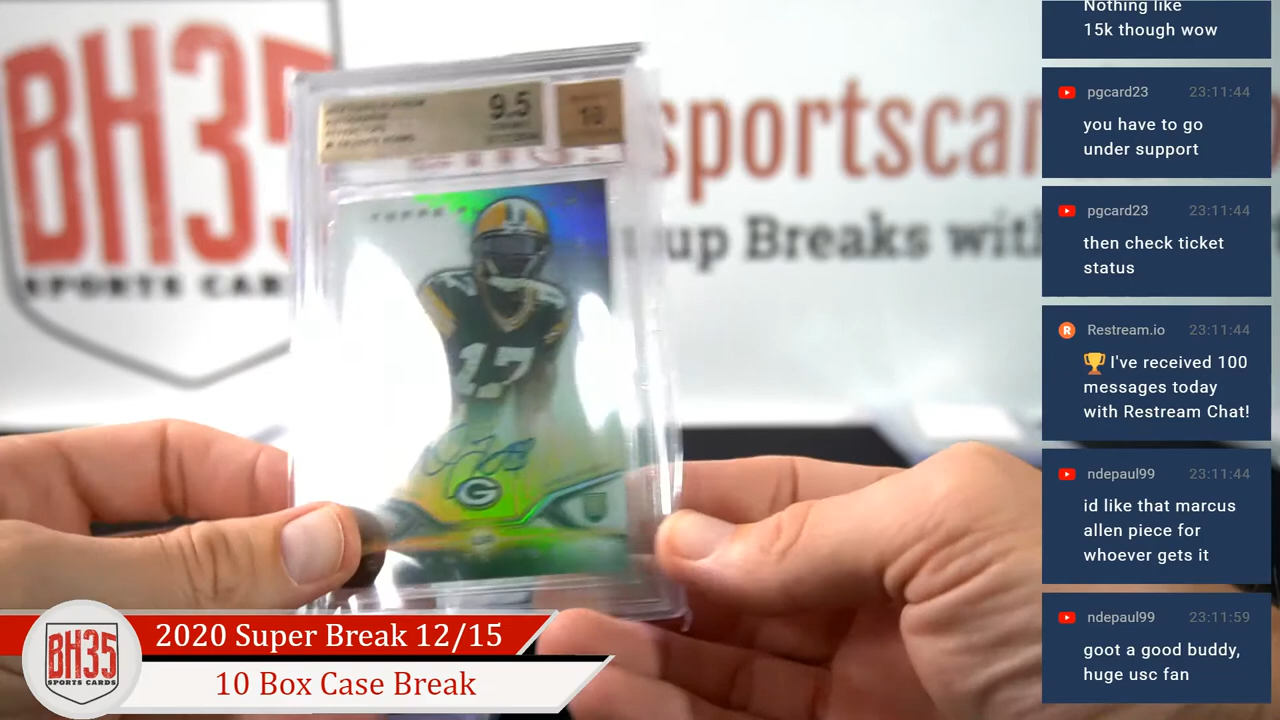 BH35
SPORTS CARDS
sportscar
up Breaks with
9.5
10
TOPPS
17
G
2020 Super Break 12/15
10 Box Case Break
BH35
SPORTS CARDS
Nothing like
15k though wow
pgcard23 23:11:44
you have to go
under support
pgcard23 23:11:44
then check ticket
status
R Restream.io 23:11:44
🏆 I've received 100
messages today
with Restream Chat!
ndepaul99 23:11:44
id like that marcus
allen piece for
whoever gets it
ndepaul99 23:11:59
goot a good buddy,
huge usc fan